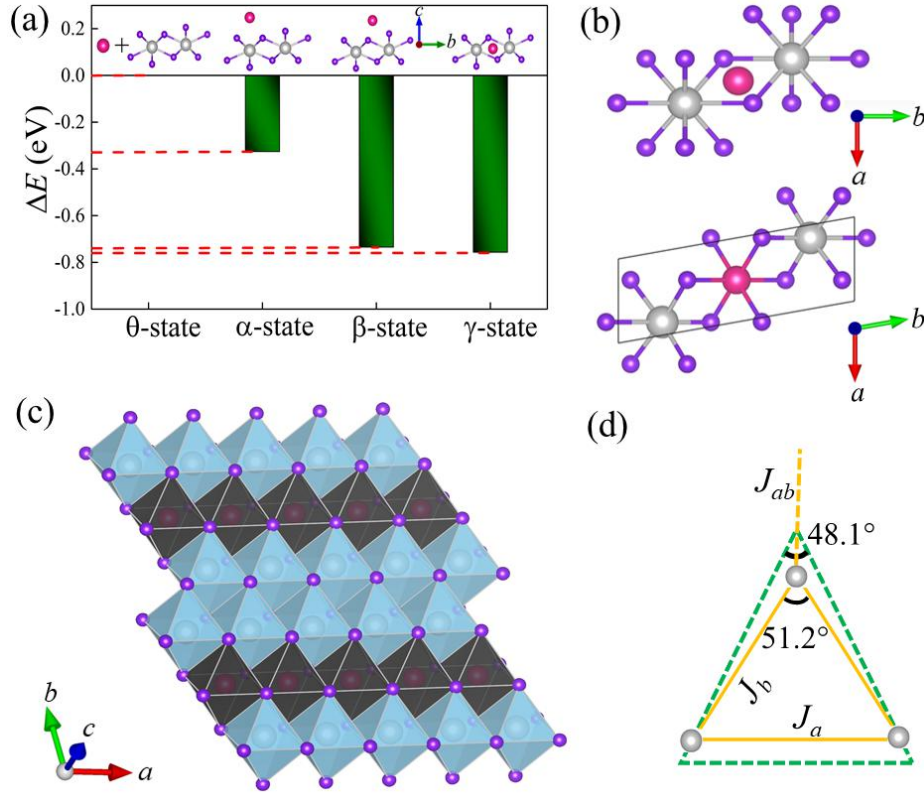 (a)
0.2
0.0
-0.2
-0.4
-0.6
-0.8
-1.0
ΔE (eV)
+
c
b
θ-state
α-state
β-state
γ-state
(b)
b
a
b
a
(c)
b
c
a
(d)
J_ab
48.1°
51.2°
J_b
J_a